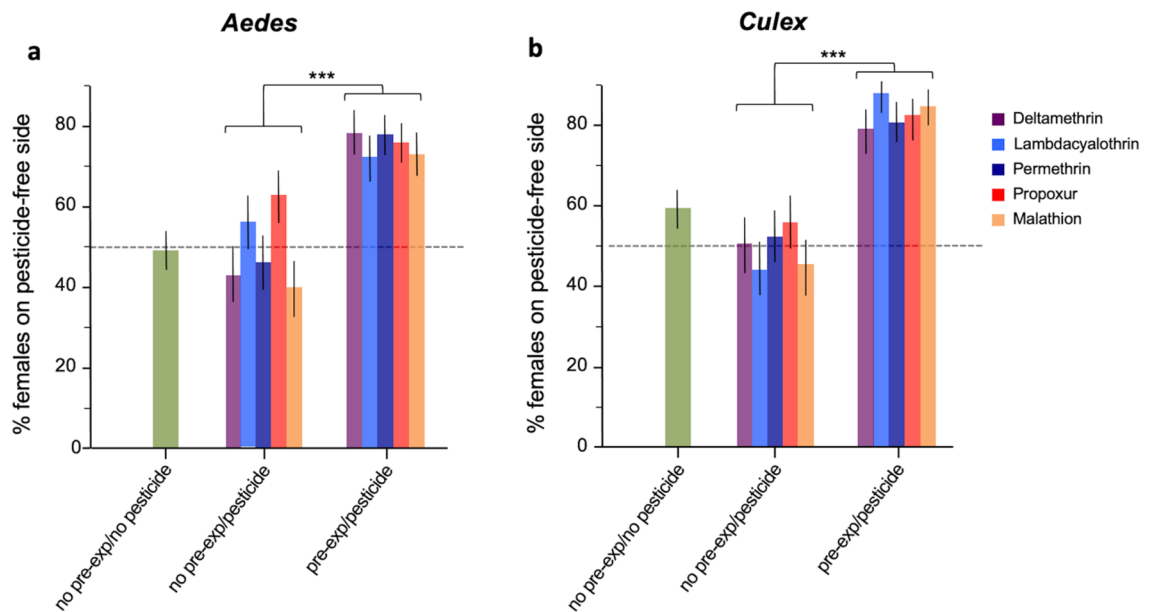 Aedes
Culex
a
b
% females on pesticide-free side
80
60
40
20
0
***
no pre-exp/no pesticide
no pre-exp/pesticide
pre-exp/pesticide
% females on pesticide-free side
80
60
40
20
0
***
no pre-exp/no pesticide
no pre-exp/pesticide
pre-exp/pesticide
Deltamethrin
Lambdacyalothrin
Permethrin
Propoxur
Malathion